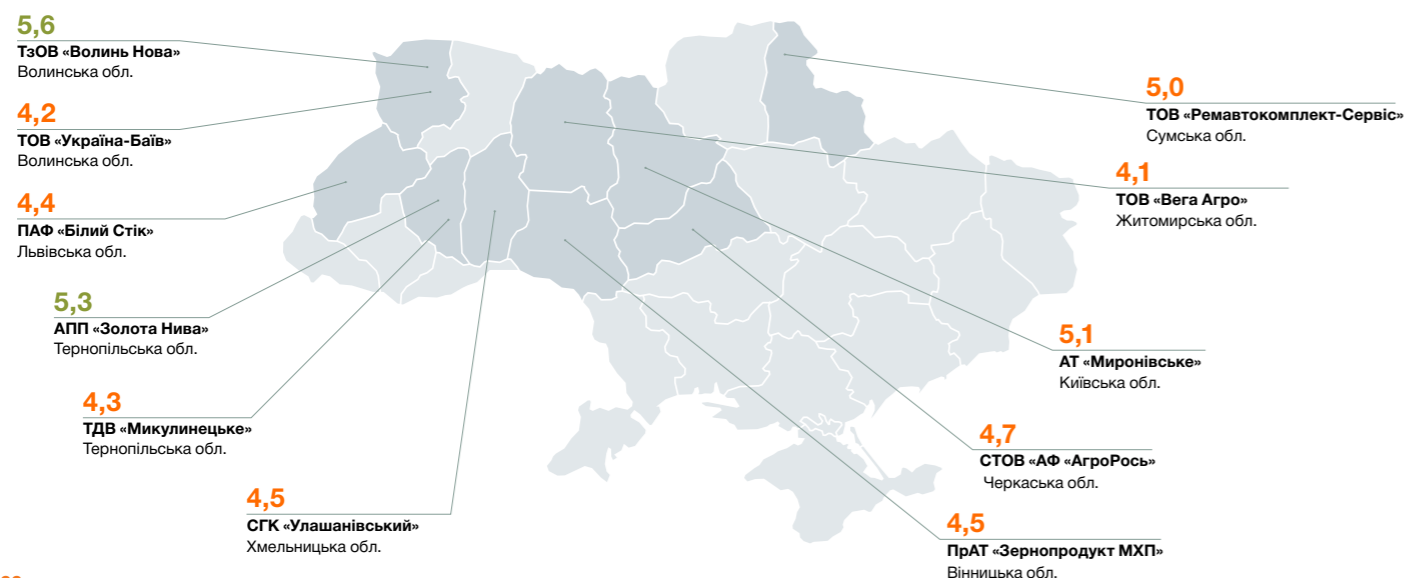 5,6
ТзОВ «Волинь Нова»
Волинська обл.
4,2
ТОВ «Україна-Баїв»
Волинська обл.
4,4
ПАФ «Білий Стік»
Львівська обл.
5,3
АПП «Золота Нива»
Тернопільська обл.
4,3
ТДВ «Микулинецьке»
Тернопільська обл.
4,5
СГК «Улашанівський»
Хмельницька обл.
5,0
ТОВ «Ремавтокомплект-Сервіс»
Сумська обл.
4,1
ТОВ «Вега Агро»
Житомирська обл.
5,1
АТ «Миронівське»
Київська обл.
4,7
СТОВ «АФ «АгроРось»
Черкаська обл.
4,5
ПрАТ «Зернопродукт МХП»
Вінницька обл.